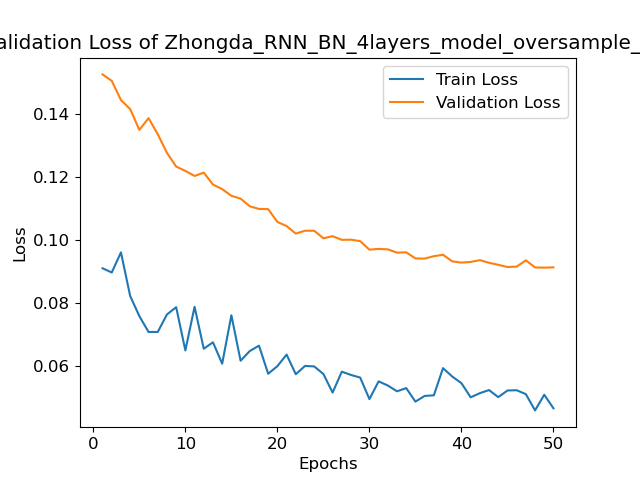 alidation Loss of Zhongda_RNN_BN_4layers_model_oversample_
Train Loss
Validation Loss
Loss
0.14
0.12
0.10
0.08
0.06
0 10 20 30 40 50
Epochs